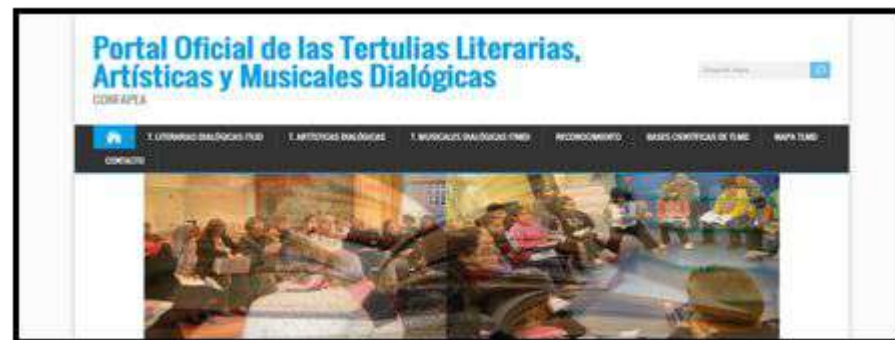 Portal Oficial de las Tertulias Literarias,
Artísticas y Musicales Dialógicas
CONFAPEA
T. LITERARIAS DIALÓGICAS (TLD) T. ARTÍSTICAS DIALÓGICAS T. MUSICALES DIALÓGICAS (TMD) RECONOCIMIENTO BASES CIENTÍFICAS DE TLMD MAPA TLMD
CONTACTO